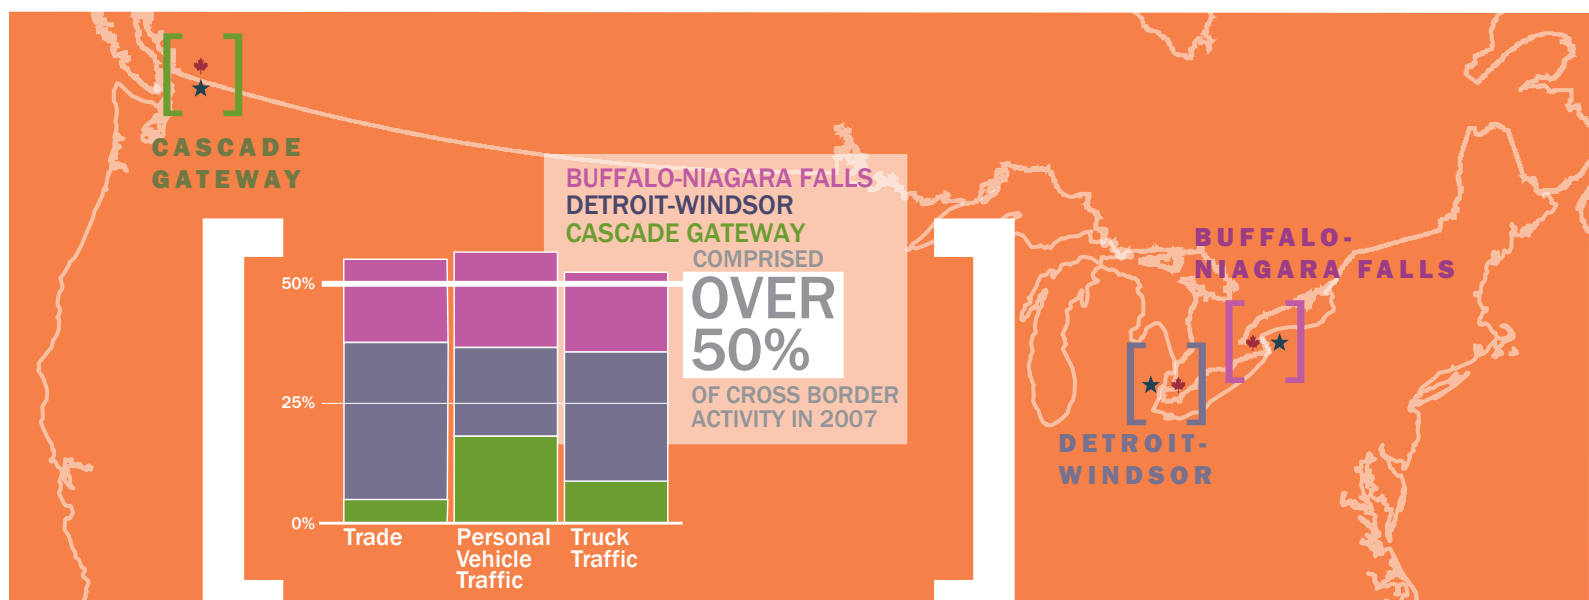 CASCADE
GATEWAY
BUFFALO-NIAGARA FALLS
DETROIT-WINDSOR
CASCADE GATEWAY
COMPRISED
OVER
50%
OF CROSS BORDER
ACTIVITY IN 2007
50%
25%
0%
Trade
Personal
Vehicle
Traffic
Truck
Traffic
BUFFALO-
NIAGARA FALLS
DETROIT-
WINDSOR